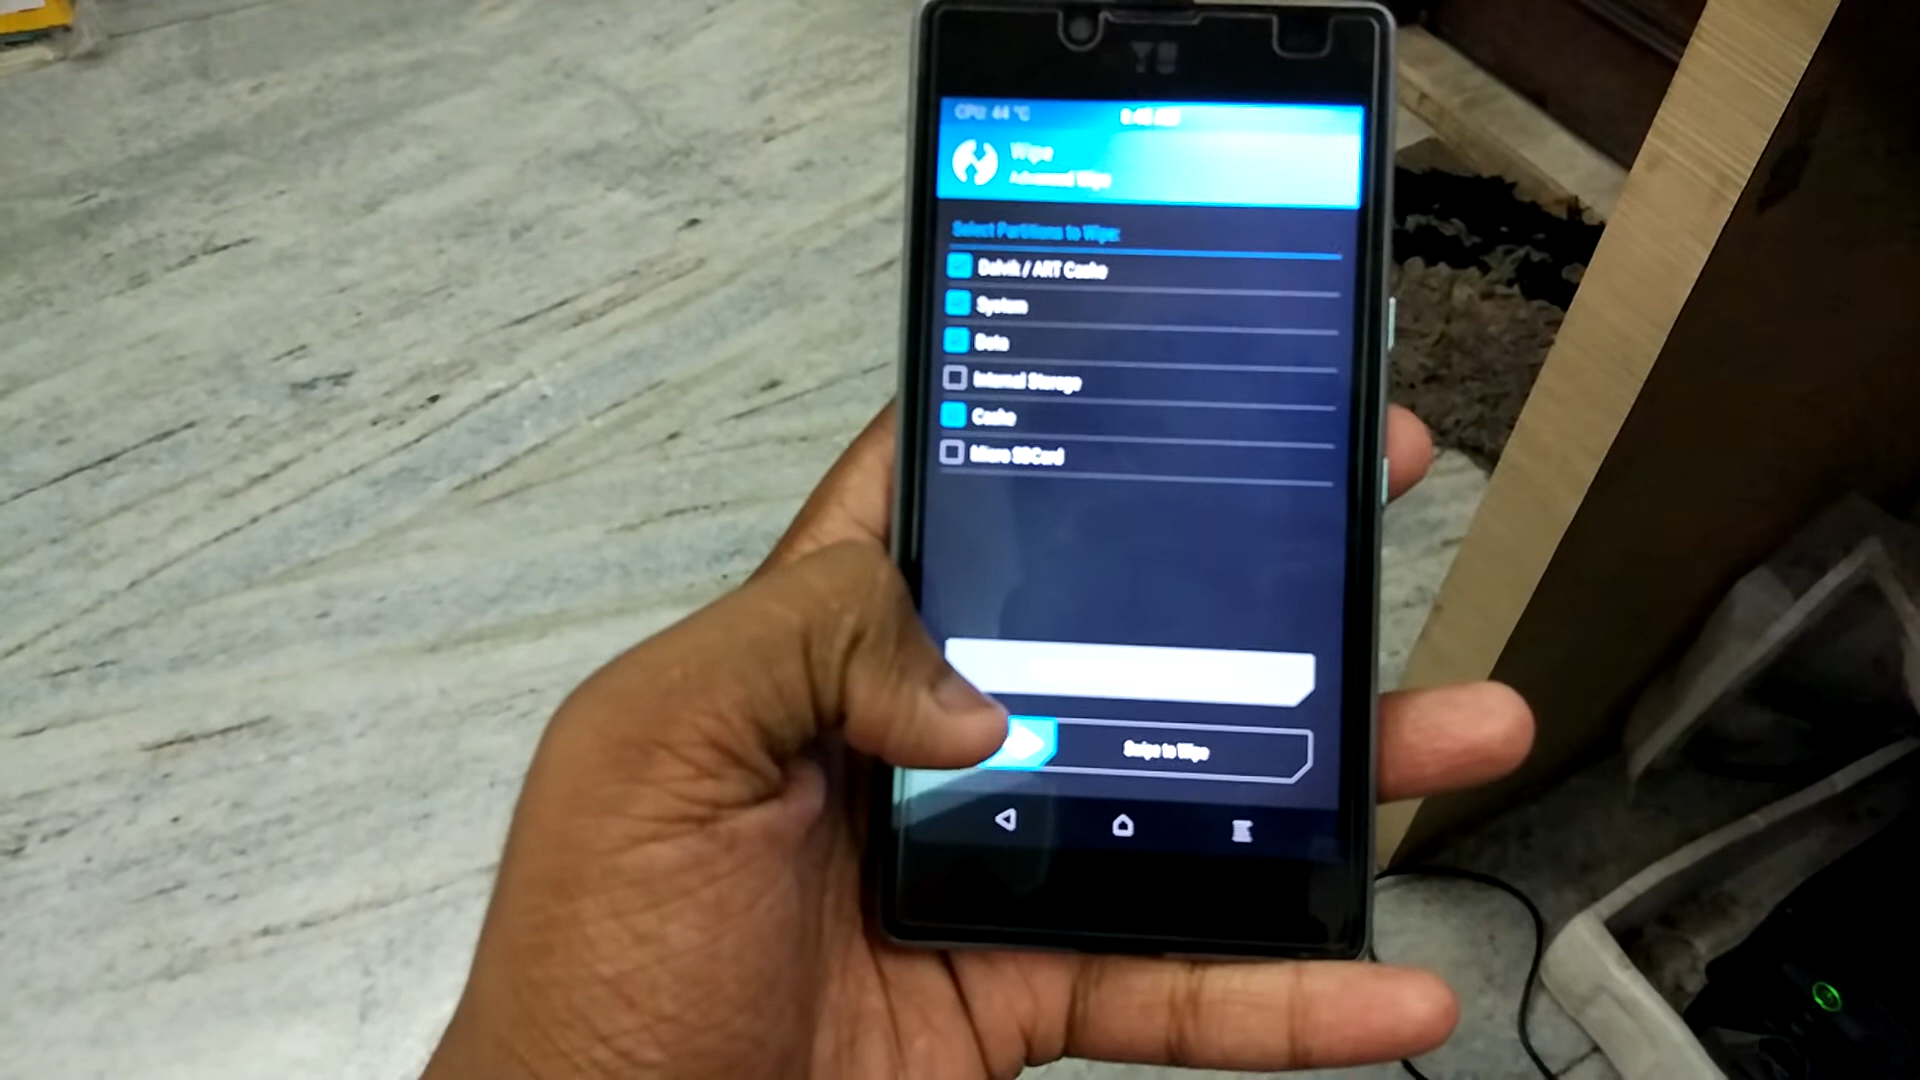 YU
CPU: 44 °C
Wipe
Advanced Wipe
Select Partitions to Wipe:
Dalvik / ART Cache
System
Data
Internal Storage
Cache
Micro SDCard
Swipe to Wipe